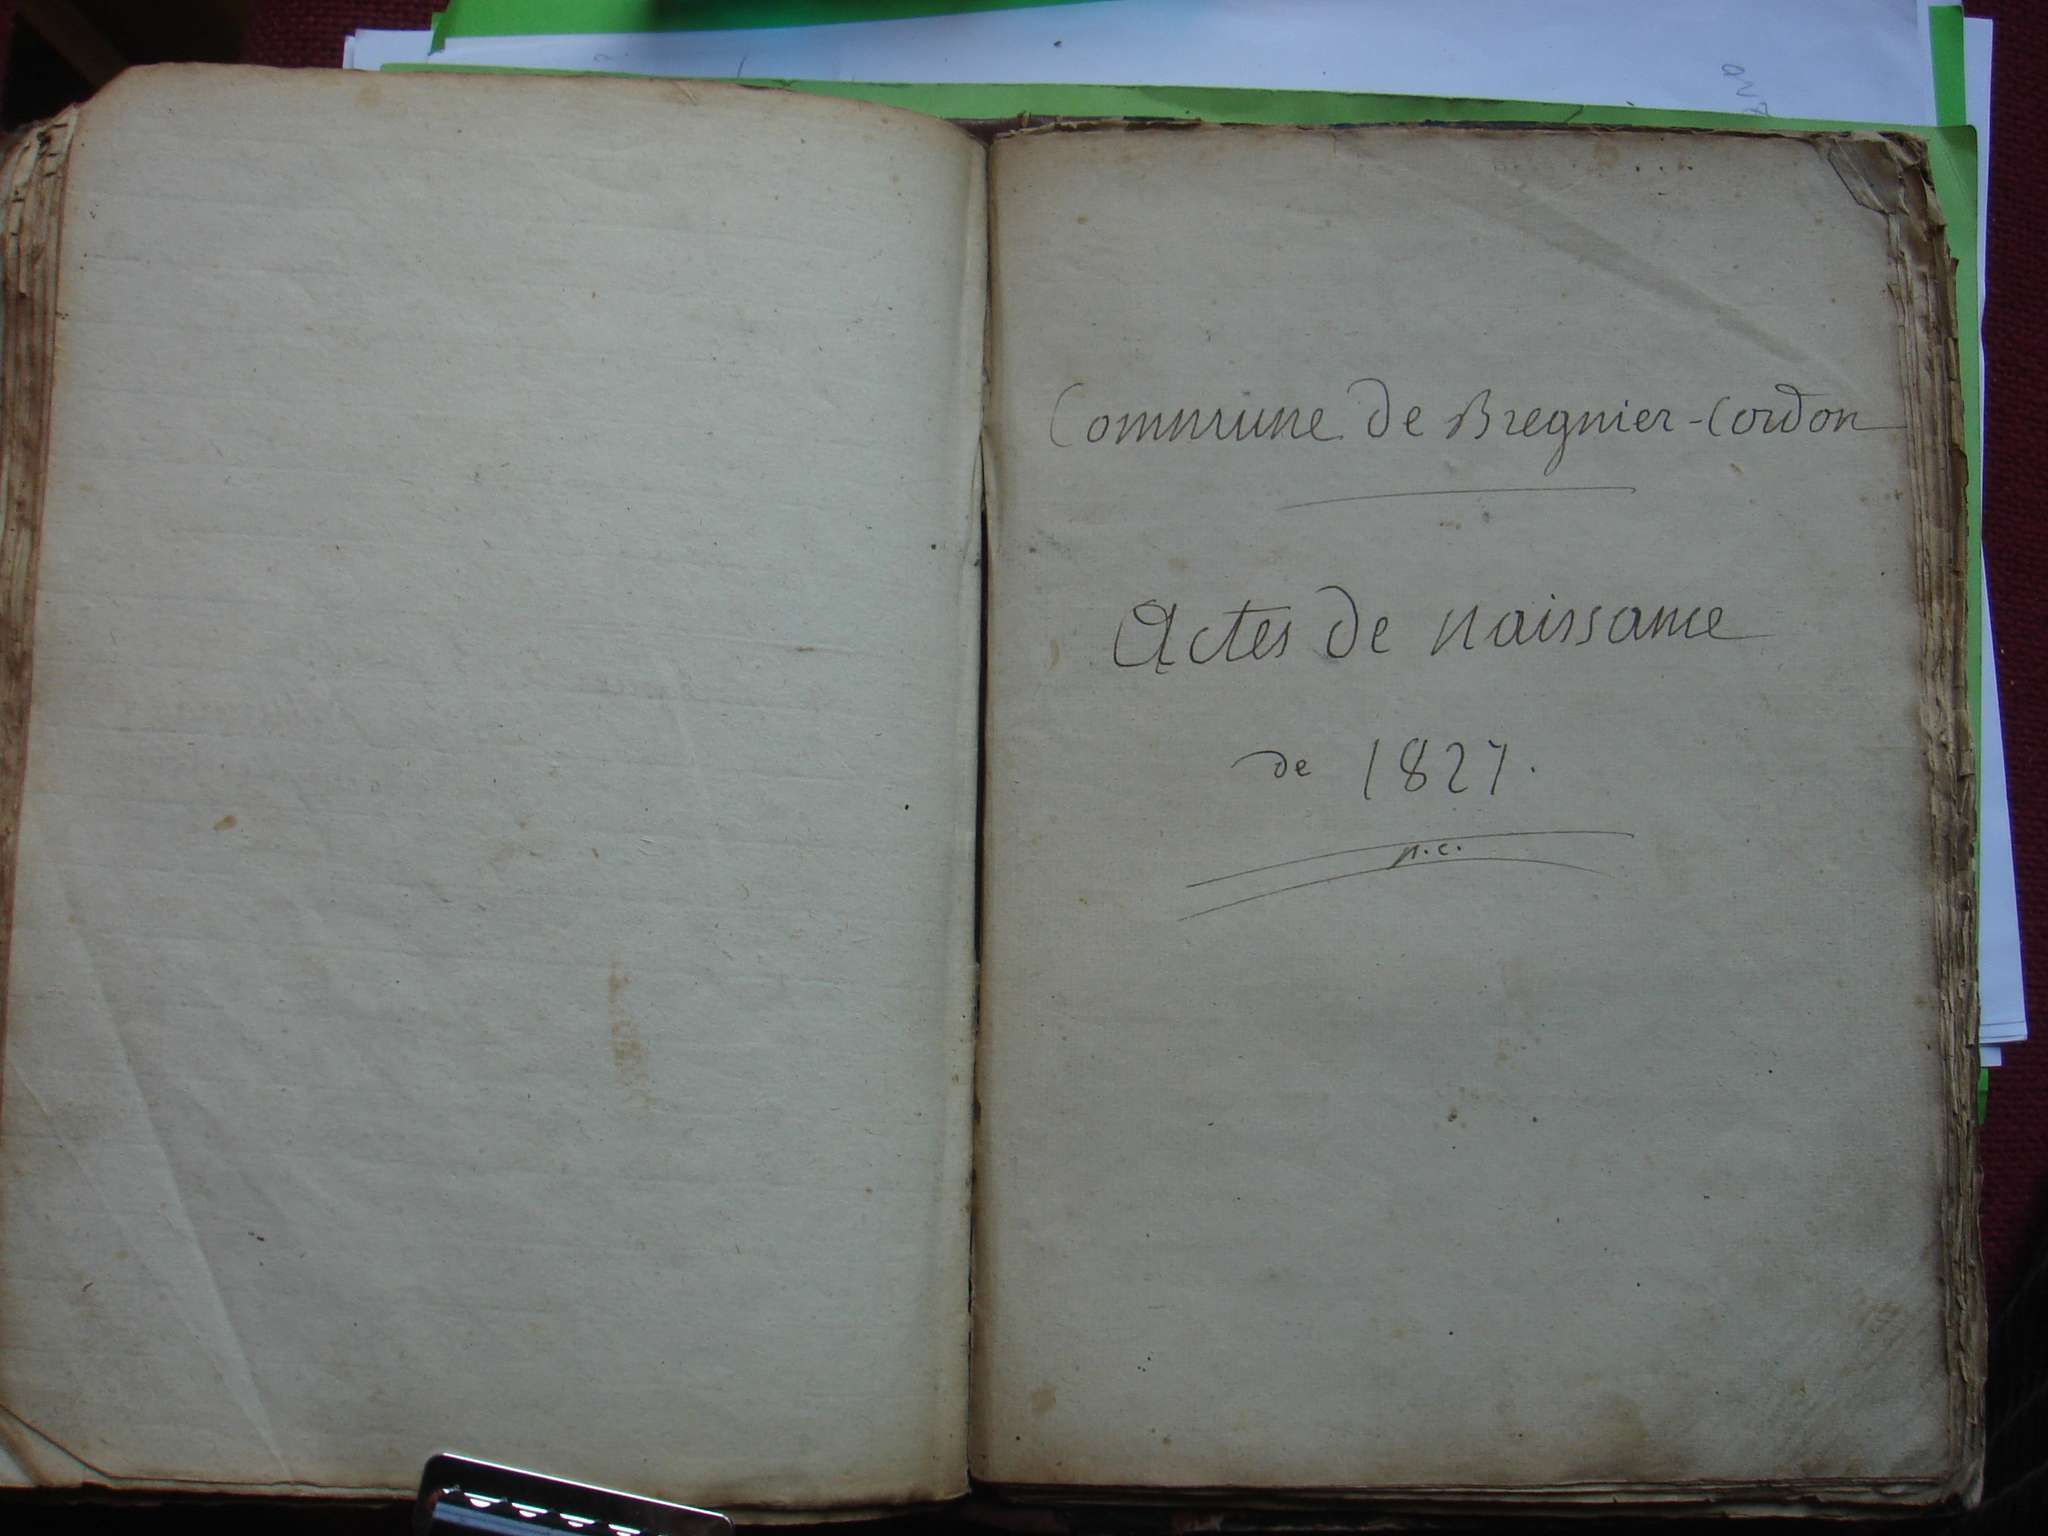 Commune de Bregnier-Cordon
Actes de naissance
de 1827.
n.c.